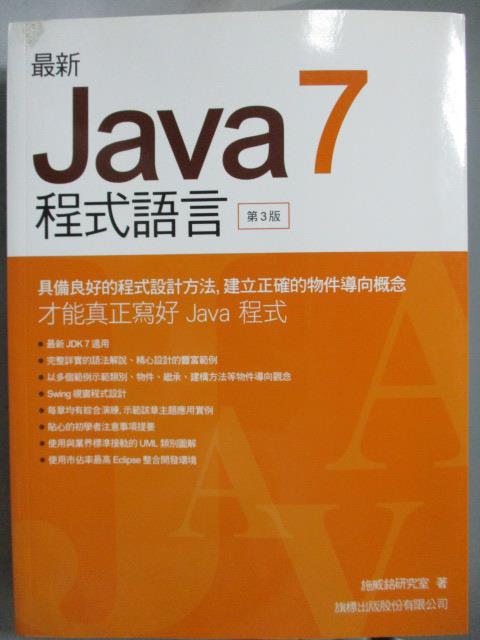 最新
Java 7
程式語言 第3版
具備良好的程式設計方法, 建立正確的物件導向概念
才能真正寫好 Java 程式
• 最新 JDK 7 適用
• 完整詳實的語法解說、精心設計的豐富範例
• 以多個範例示範類別、物件、繼承、建構方法等物件導向觀念
• Swing 視窗程式設計
• 每章均有綜合演練, 示範該章主題應用實例
• 貼心的初學者注意事項提要
• 使用與業界標準接軌的 UML 類別圖解
• 使用市佔率最高 Eclipse 整合開發環境
JAVA
施威銘研究室 著
旗標出版股份有限公司